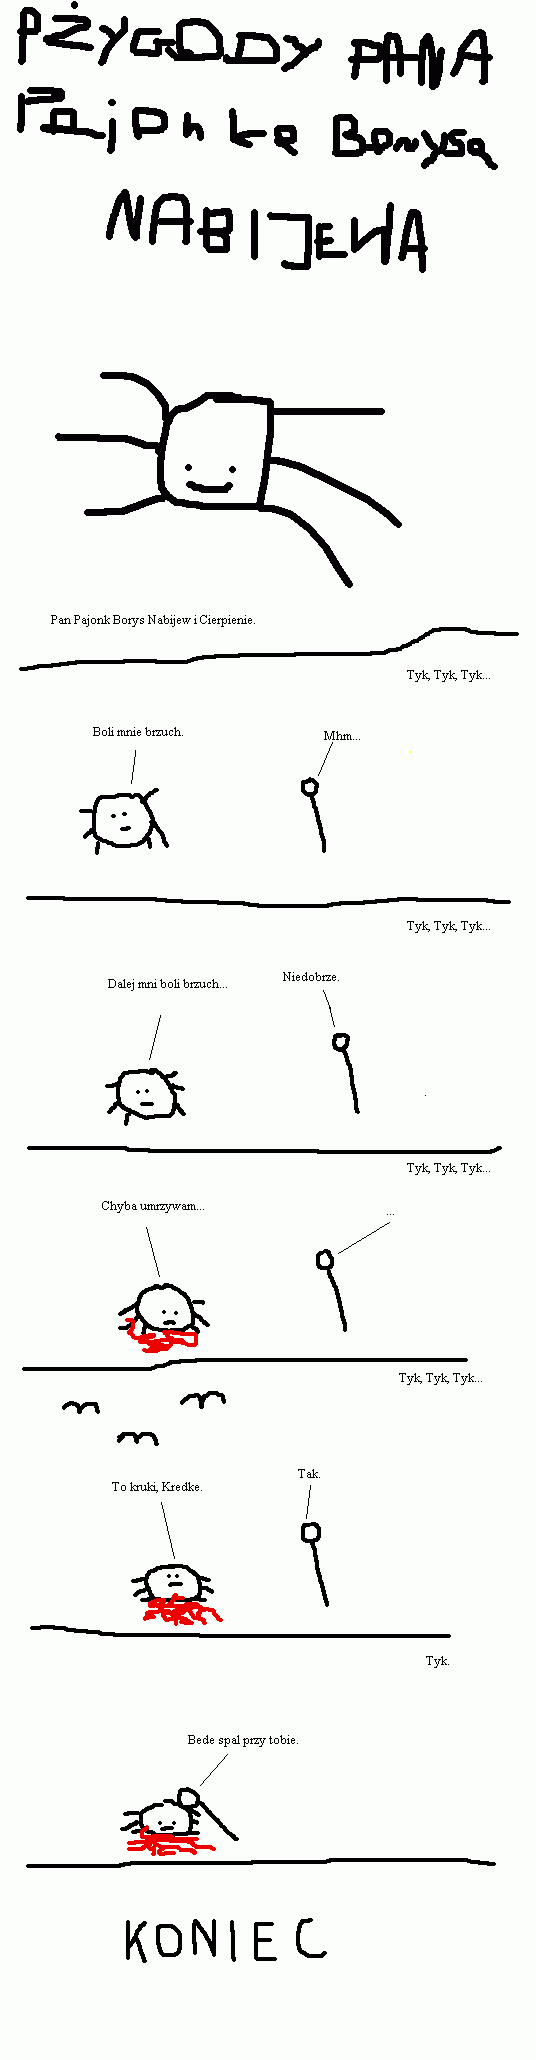 PŻYGODY PANA
Pajonka Borysa
NABIJEWA
Pan Pajonk Borys Nabijew i Cierpienie.
Tyk, Tyk, Tyk...
Boli mnie brzuch.
Mhm...
Tyk, Tyk, Tyk...
Dalej mni boli brzuch...
Niedobrze.
Tyk, Tyk, Tyk...
Chyba umrzywam...
...
Tyk, Tyk, Tyk...
To kruki, Kredke.
Tak.
Tyk.
Bede spal przy tobie.
KONIEC